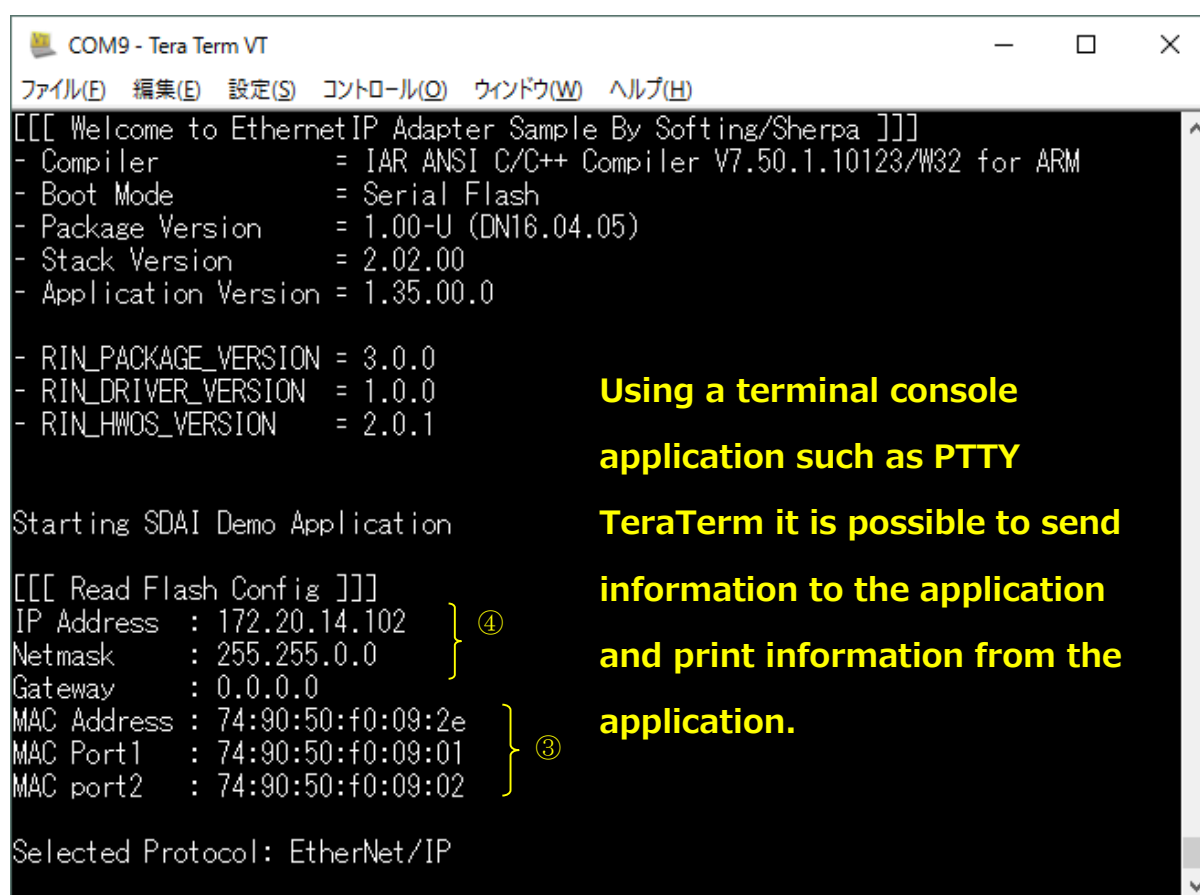 COM9 - Tera Term VT
ファイル(F) 編集(E) 設定(S) コントロール(O) ウィンドウ(W) ヘルプ(H)
[[[ Welcome to EthernetIP Adapter Sample By Softing/Sherpa ]]]
- Compiler = IAR ANSI C/C++ Compiler V7.50.1.10123/W32 for ARM
- Boot Mode = Serial Flash
- Package Version = 1.00-U (DN16.04.05)
- Stack Version = 2.02.00
- Application Version = 1.35.00.0
- RIN_PACKAGE_VERSION = 3.0.0
- RIN_DRIVER_VERSION = 1.0.0
- RIN_HWOS_VERSION = 2.0.1
Starting SDAI Demo Application
[[[ Read Flash Config ]]]
IP Address : 172.20.14.102
Netmask : 255.255.0.0
Gateway : 0.0.0.0
④
MAC Address : 74:90:50:f0:09:2e
MAC Port1 : 74:90:50:f0:09:01
MAC port2 : 74:90:50:f0:09:02
③
Selected Protocol: EtherNet/IP
Using a terminal console
application such as PTTY
TeraTerm it is possible to send
information to the application
and print information from the
application.